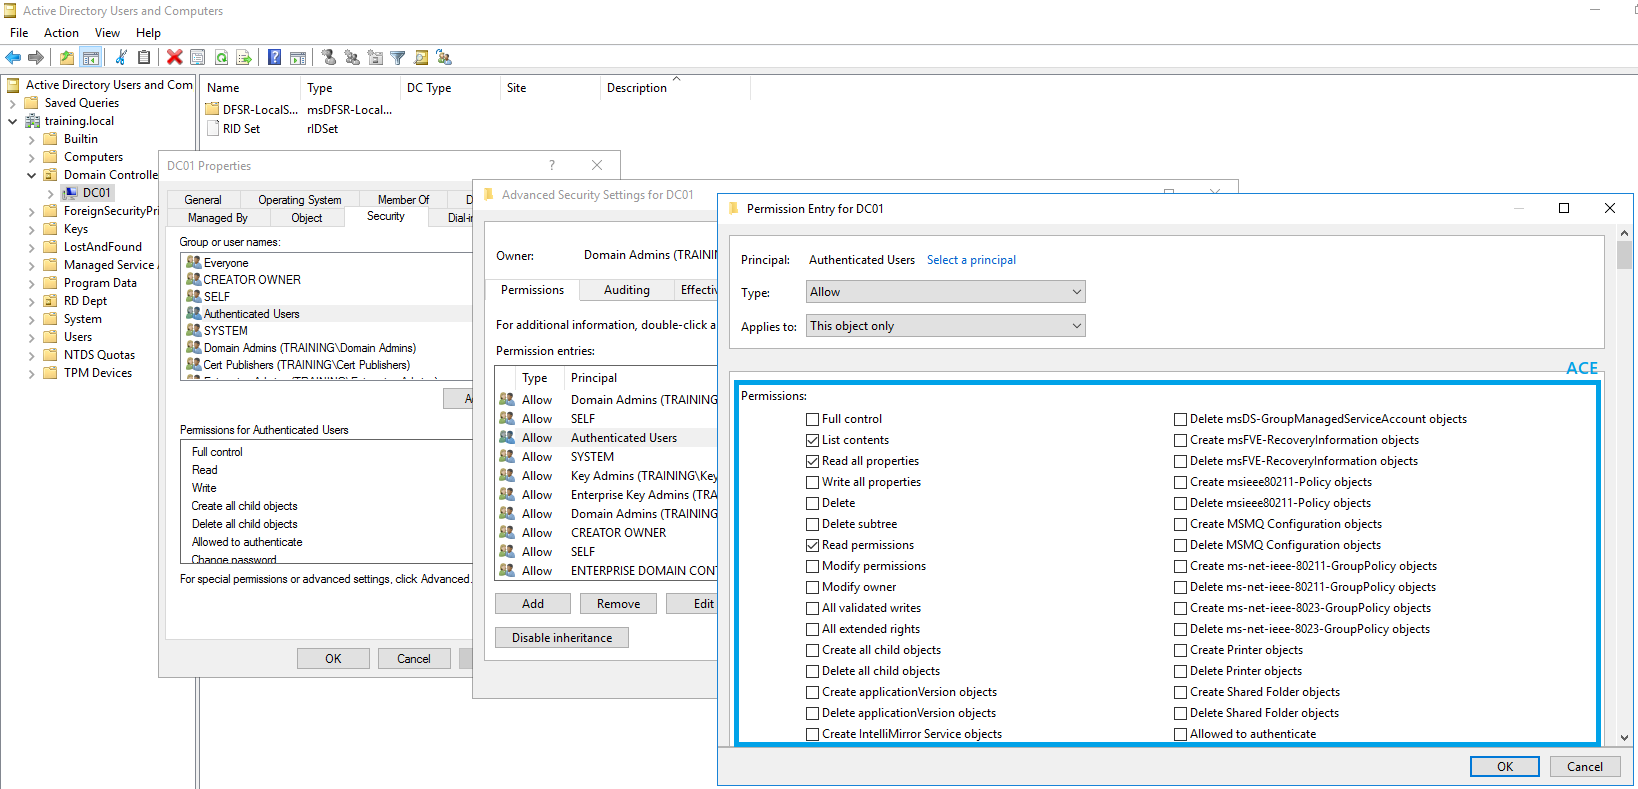 Active Directory Users and Computers
File Action View Help
Active Directory Users and Com
Saved Queries
training.local
Builtin
Computers
Domain Controlle
DC01
ForeignSecurityPri
Keys
LostAndFound
Managed Service
Program Data
RD Dept
System
Users
NTDS Quotas
TPM Devices
Name Type DC Type Site Description
DFSR-LocalS... msDFSR-Local...
RID Set rIDSet
DC01 Properties ?
General Operating System Member Of D
Managed By Object Security Dial-in
Group or user names:
Everyone
CREATOR OWNER
SELF
Authenticated Users
SYSTEM
Domain Admins (TRAINING\Domain Admins)
Cert Publishers (TRAINING\Cert Publishers)
Permissions for Authenticated Users
Full control
Read
Write
Create all child objects
Delete all child objects
Allowed to authenticate
Change password
For special permissions or advanced settings, click Advanced.
OK Cancel
Advanced Security Settings for DC01
Owner: Domain Admins (TRAININ
Permissions Auditing Effectiv
For additional information, double-click a
Permission entries:
Type Principal
Allow Domain Admins (TRAINING
Allow SELF
Allow Authenticated Users
Allow SYSTEM
Allow Key Admins (TRAINING\Key
Allow Enterprise Key Admins (TRA
Allow Domain Admins (TRAINING
Allow CREATOR OWNER
Allow SELF
Allow ENTERPRISE DOMAIN CONT
Add Remove Edit
Disable inheritance
Permission Entry for DC01
Principal: Authenticated Users Select a principal
Type: Allow
Applies to: This object only
ACE
Permissions:
Full control
List contents
Read all properties
Write all properties
Delete
Delete subtree
Read permissions
Modify permissions
Modify owner
All validated writes
All extended rights
Create all child objects
Delete all child objects
Create applicationVersion objects
Delete applicationVersion objects
Create IntelliMirror Service objects
Delete msDS-GroupManagedServiceAccount objects
Create msFVE-RecoveryInformation objects
Delete msFVE-RecoveryInformation objects
Create msieee80211-Policy objects
Delete msieee80211-Policy objects
Create MSMQ Configuration objects
Delete MSMQ Configuration objects
Create ms-net-ieee-80211-GroupPolicy objects
Delete ms-net-ieee-80211-GroupPolicy objects
Create ms-net-ieee-8023-GroupPolicy objects
Delete ms-net-ieee-8023-GroupPolicy objects
Create Printer objects
Delete Printer objects
Create Shared Folder objects
Delete Shared Folder objects
Allowed to authenticate
OK Cancel